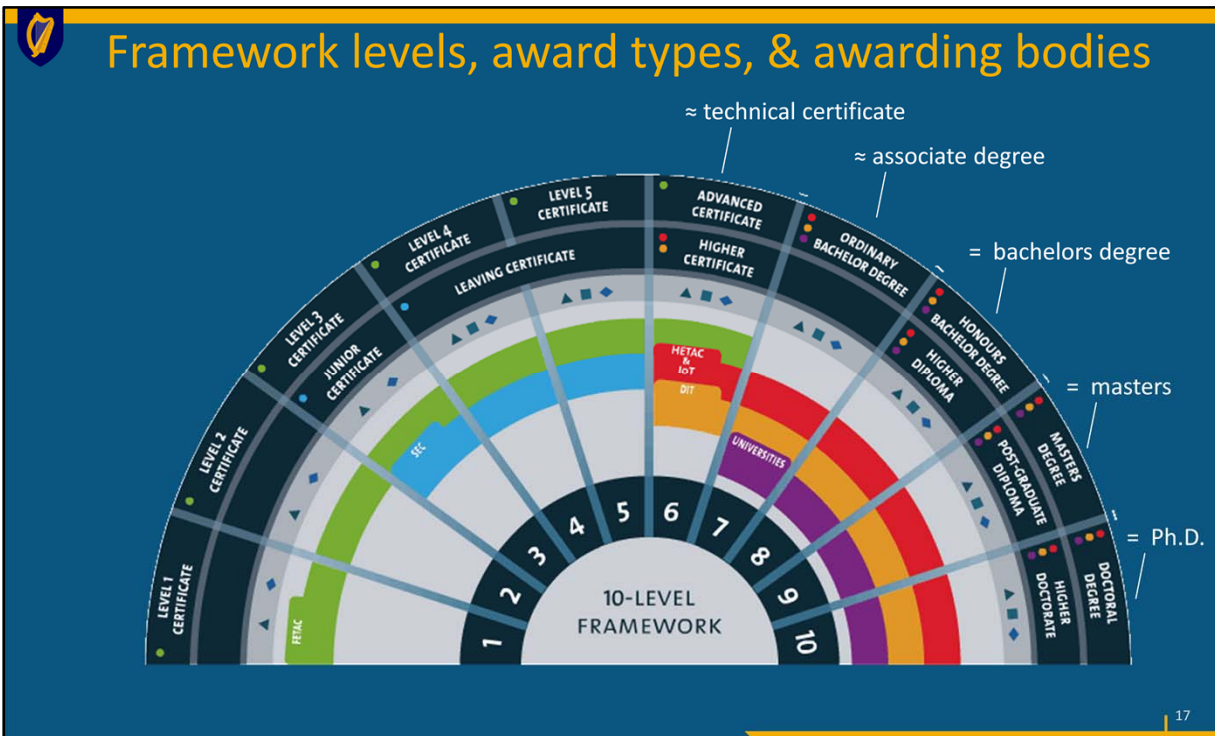 Framework levels, award types, & awarding bodies
≈ technical certificate
≈ associate degree
= bachelors degree
= masters
= Ph.D.
LEVEL 1
CERTIFICATE
LEVEL 2
CERTIFICATE
LEVEL 3
CERTIFICATE
JUNIOR
CERTIFICATE
LEVEL 4
CERTIFICATE
LEVEL 5
CERTIFICATE
LEAVING CERTIFICATE
ADVANCED
CERTIFICATE
HIGHER
CERTIFICATE
ORDINARY
BACHELOR DEGREE
HONOURS
BACHELOR DEGREE
HIGHER
DIPLOMA
MASTERS
DEGREE
POST-GRADUATE
DIPLOMA
DOCTORAL
DEGREE
HIGHER
DOCTORATE
FETAC
SEC
HETAC
&
IoT
DIT
UNIVERSITIES
1
2
3
4
5
6
7
8
9
10
10-LEVEL
FRAMEWORK
17